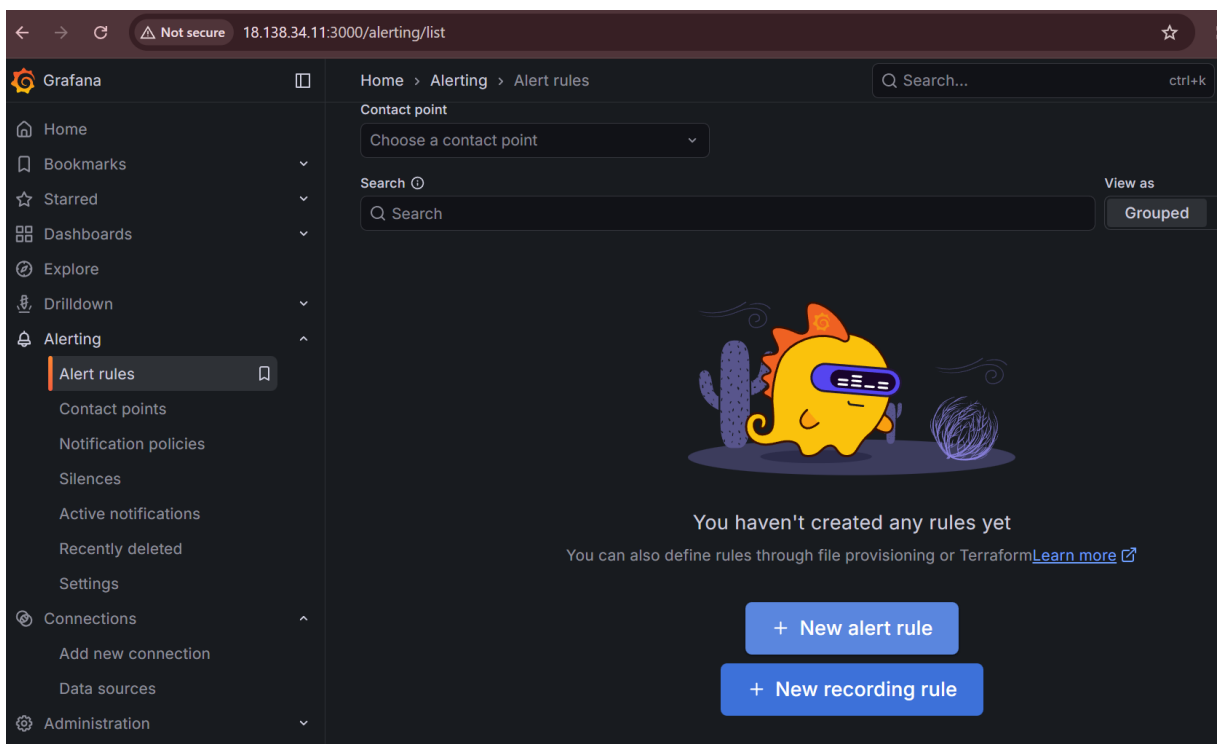 Not secure 18.138.34.11:3000/alerting/list
Grafana
Home › Alerting › Alert rules
Search...
ctrl+k
Home
Bookmarks
Starred
Dashboards
Explore
Drilldown
Alerting
Alert rules
Contact points
Notification policies
Silences
Active notifications
Recently deleted
Settings
Connections
Add new connection
Data sources
Administration
Contact point
Choose a contact point
Search
View as
Search
Grouped
You haven't created any rules yet
You can also define rules through file provisioning or TerraformLearn more
+ New alert rule
+ New recording rule